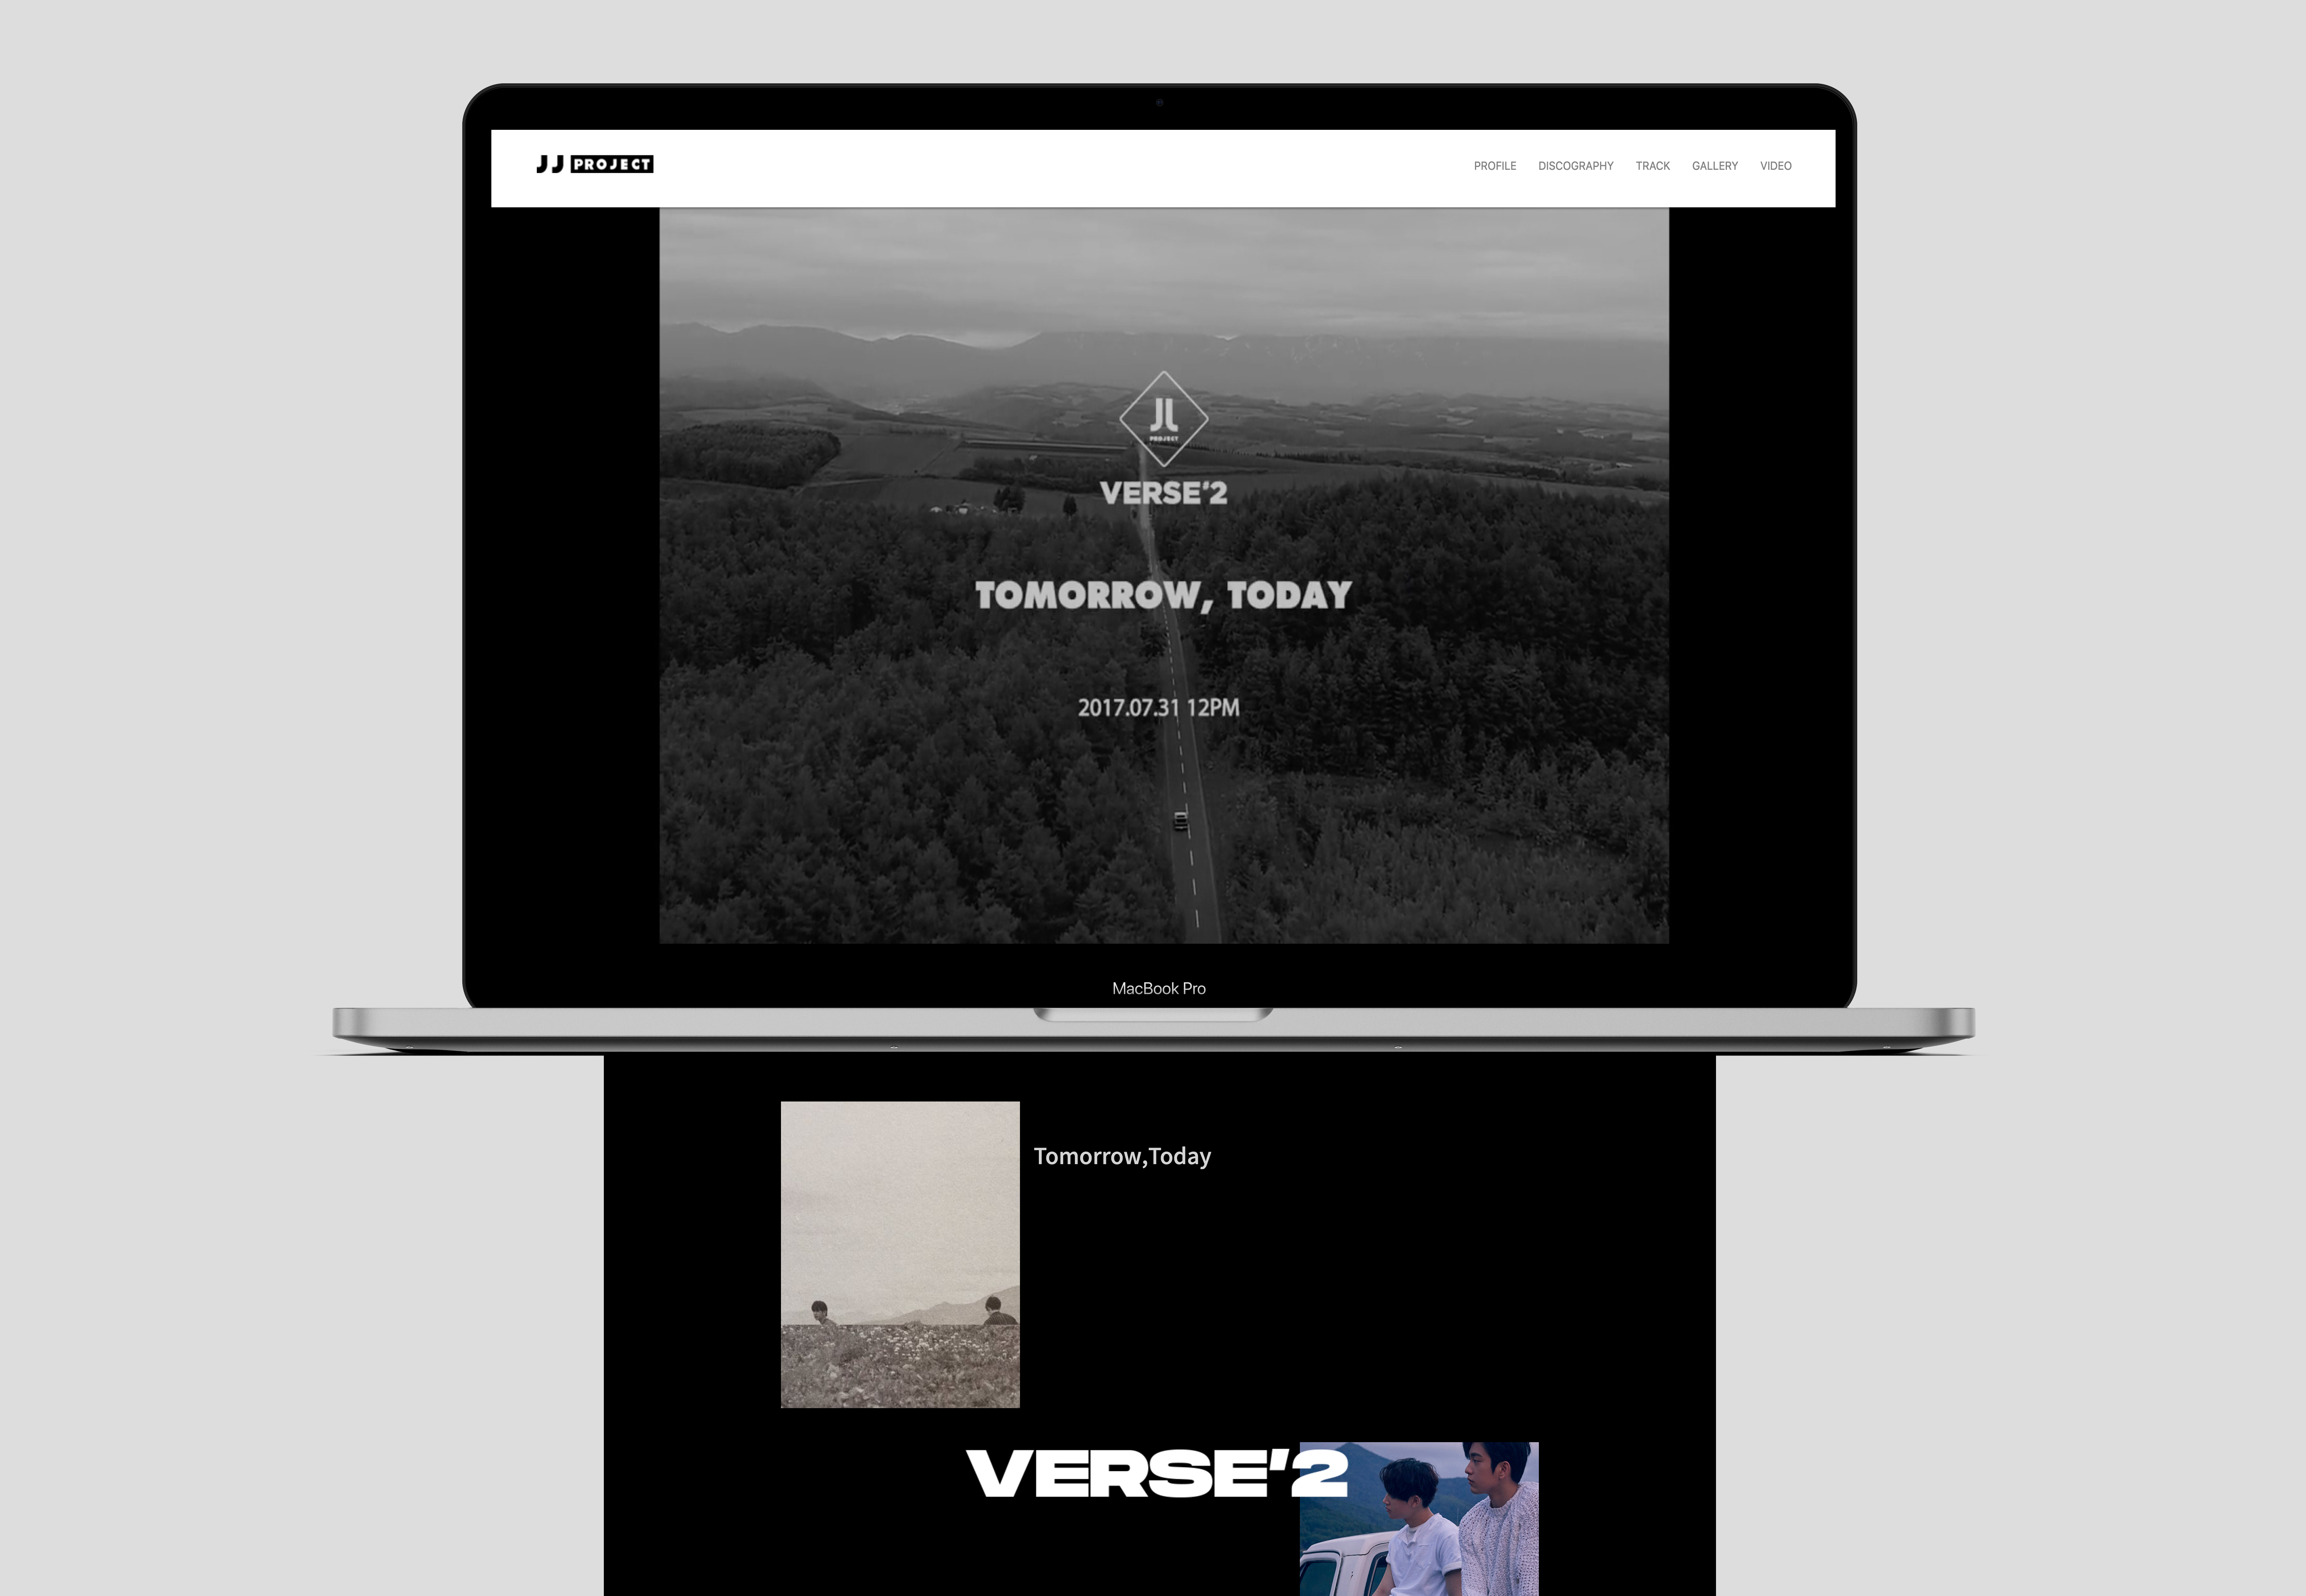 JJ PROJECT
PROFILE DISCOGRAPHY TRACK GALLERY VIDEO
JJ
PROJECT
VERSE'2
TOMORROW, TODAY
2017.07.31 12PM
MacBook Pro
Tomorrow,Today
VERSE'2